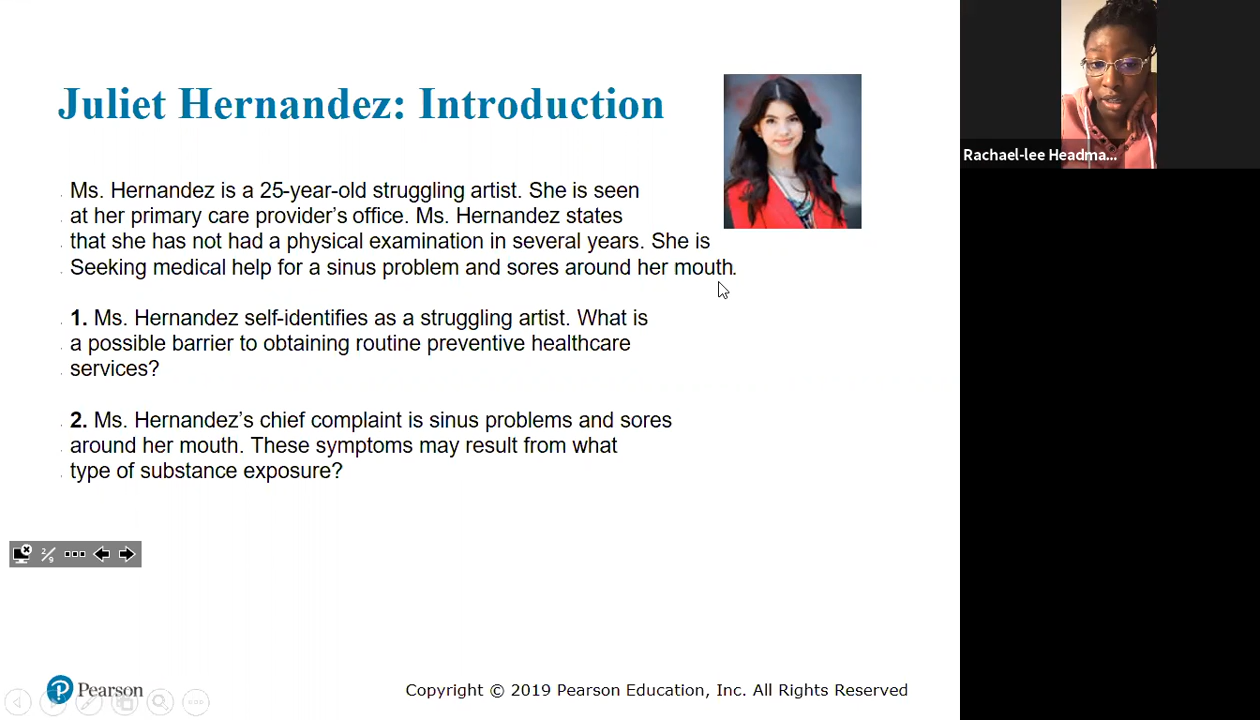 Juliet Hernandez: Introduction
Ms. Hernandez is a 25-year-old struggling artist. She is seen
at her primary care provider's office. Ms. Hernandez states
that she has not had a physical examination in several years. She is
Seeking medical help for a sinus problem and sores around her mouth.
1. Ms. Hernandez self-identifies as a struggling artist. What is
a possible barrier to obtaining routine preventive healthcare
services?
2. Ms. Hernandez's chief complaint is sinus problems and sores
around her mouth. These symptoms may result from what
type of substance exposure?
2/9
Pearson
Copyright © 2019 Pearson Education, Inc. All Rights Reserved
Rachael-lee Headma...